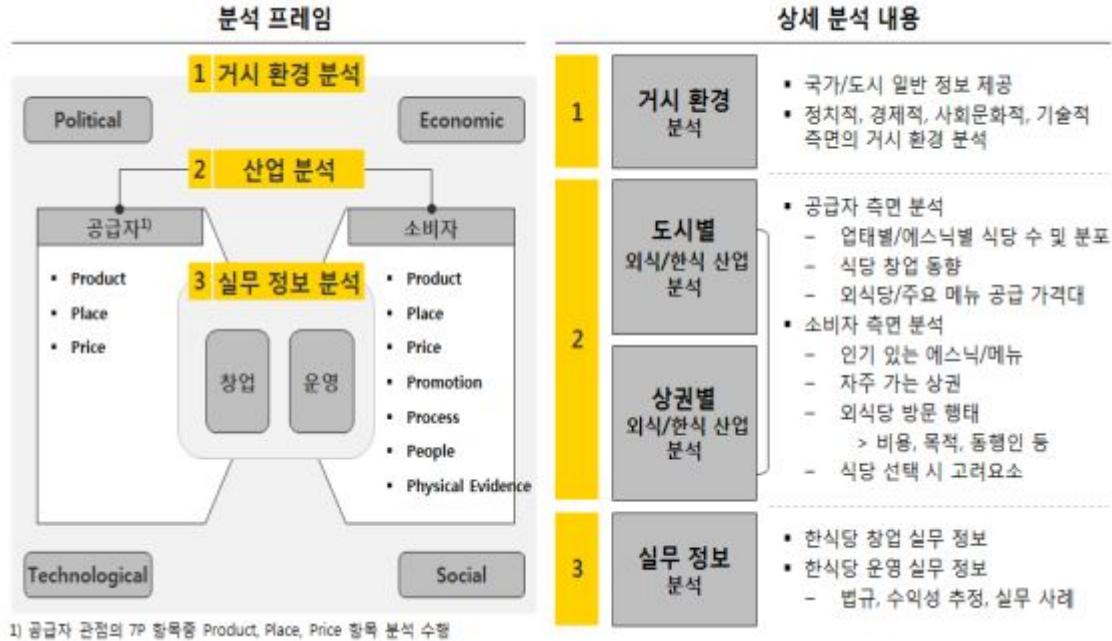 분석 프레임
1 거시 환경 분석
Political
Economic
2 산업 분석
공급자1)
소비자
Product
Place
Price
3 실무 정보 분석
창업
운영
Product
Place
Price
Promotion
Process
People
Physical Evidence
Technological
Social
1) 공급자 관점의 7P 항목중 Product, Place, Price 항목 분석 수행
상세 분석 내용
1
거시 환경
분석
▪ 국가/도시 일반 정보 제공
▪ 정치적, 경제적, 사회문화적, 기술적
측면의 거시 환경 분석
2
도시별
외식/한식 산업
분석
상권별
외식/한식 산업
분석
▪ 공급자 측면 분석
– 업태별/에스닉별 식당 수 및 분포
– 식당 창업 동향
– 외식당/주요 메뉴 공급 가격대
▪ 소비자 측면 분석
– 인기 있는 에스닉/메뉴
– 자주 가는 상권
– 외식당 방문 행태
> 비용, 목적, 동행인 등
– 식당 선택 시 고려요소
3
실무 정보
분석
▪ 한식당 창업 실무 정보
▪ 한식당 운영 실무 정보
– 법규, 수익성 추정, 실무 사례